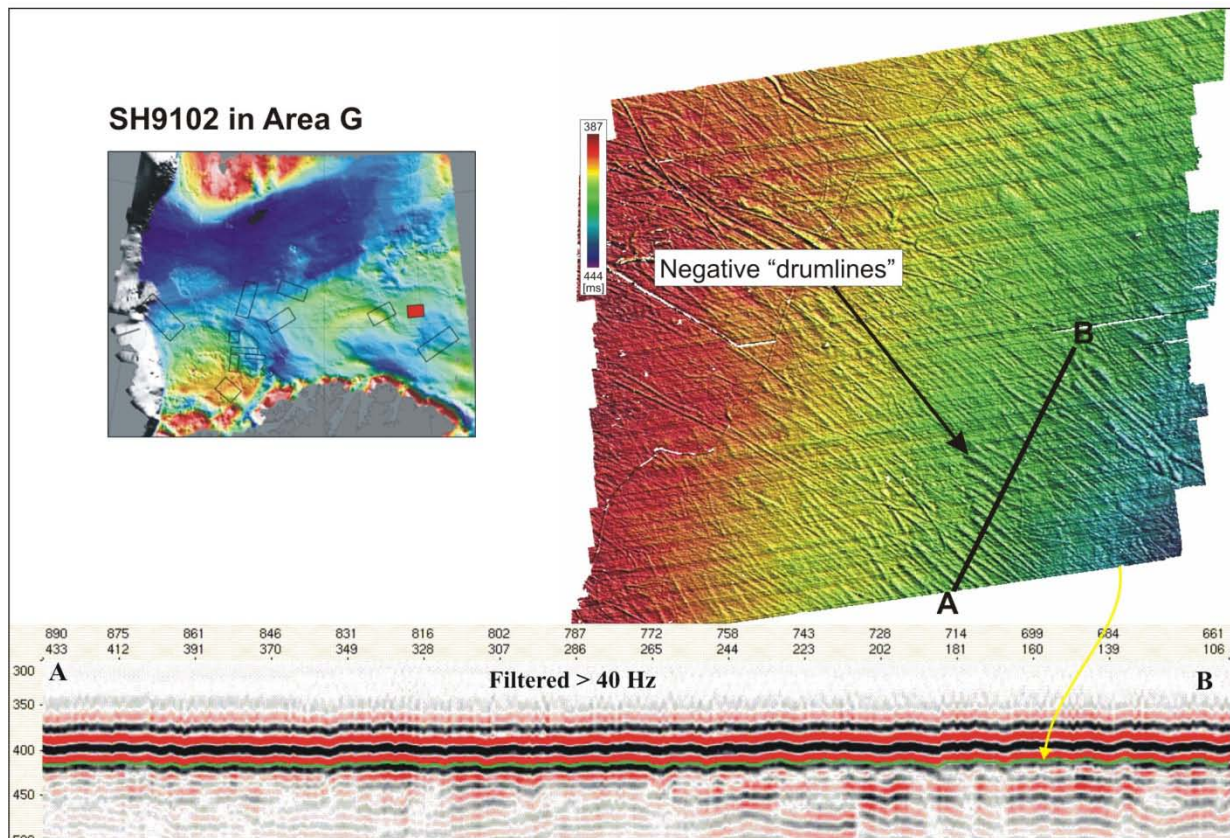 SH9102 in Area G
387
444
[ms]
Negative “drumlines”
B
A
890 875 861 846 831 816 802 787 772 758 743 728 714 699 684 661
433 412 391 370 349 328 307 286 265 244 223 202 181 160 139 106
300
A Filtered > 40 Hz B
350
400
450
500